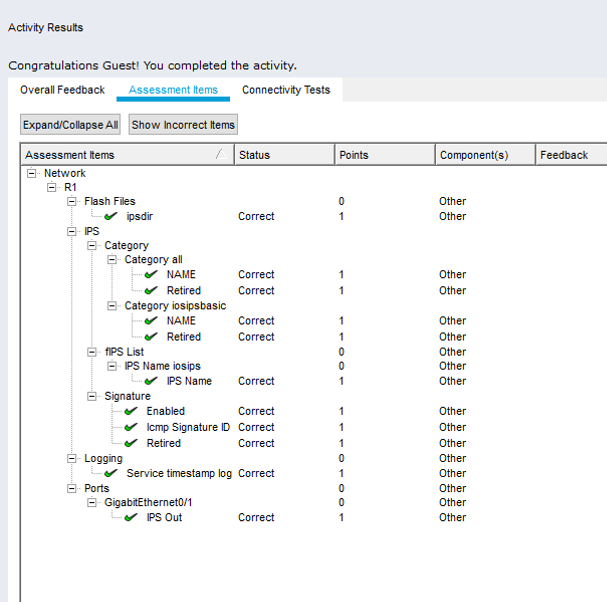 Activity Results
Congratulations Guest! You completed the activity.
Overall Feedback Assessment Items Connectivity Tests
Expand/Collapse All Show Incorrect Items
Assessment Items Status Points Component(s) Feedback
Network
R1
Flash Files 0 Other
ipsdir Correct 1 Other
IPS
Category
Category all
NAME Correct 1 Other
Retired Correct 1 Other
Category iosipsbasic
NAME Correct 1 Other
Retired Correct 1 Other
fIPS List 0 Other
IPS Name iosips 0 Other
IPS Name Correct 1 Other
Signature
Enabled Correct 1 Other
Icmp Signature ID Correct 1 Other
Retired Correct 1 Other
Logging 0 Other
Service timestamp log Correct 1 Other
Ports 0 Other
GigabitEthernet0/1 0 Other
IPS Out Correct 1 Other